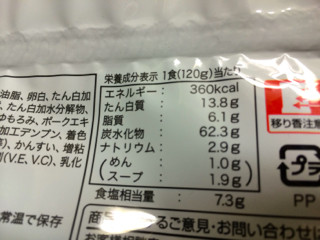 油脂、卵白、たん白加
、たん白加水分解物、
ゆもろみ、ポークエキ
加工デンプン、着色
、かんすい、増粘
剤(V.E、V.C)、乳化
常温で保存
栄養成分表示 1食(120g)当たり
エネルギー: 360kcal
たん白質: 13.8g
脂質: 6.1g
炭水化物: 62.3g
ナトリウム: 2.9g
(めん: 1.0g)
(スープ: 1.9g)
食塩相当量: 7.3g
移り香注意
プラ
PP
るご意見・お問い合わ